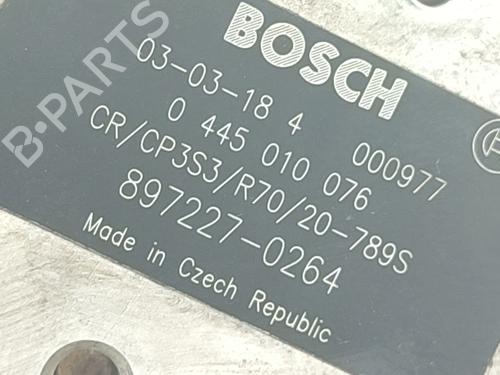 BOSCH
03-03-18 4 000977
0 445 010 076
CR/CP3S3/R70/20-789S
897227-0264
Made in Czech Republic
B-PARTS